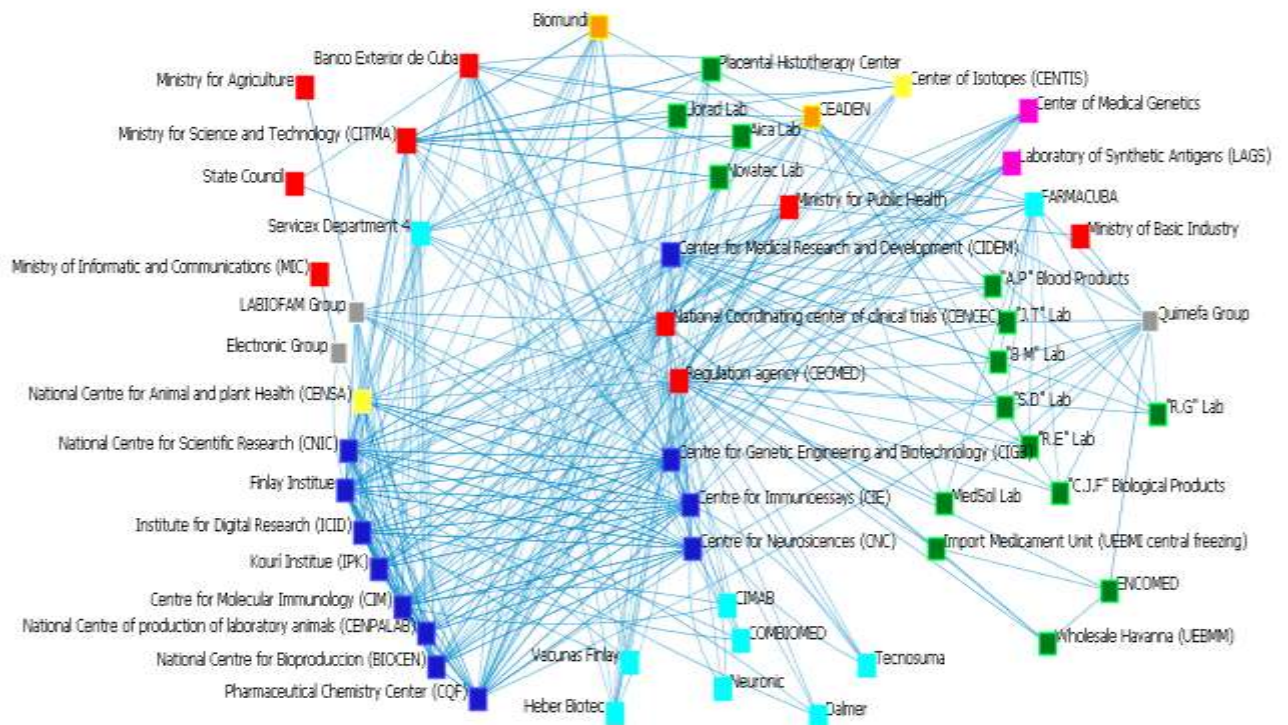 Biomundi
Banco Exterior de Cuba
Placental Histotherapy Center
Ministry for Agriculture
Center of Isotopes (CENTIS)
Llorad Lab
CEADEN
Center of Medical Genetics
Ministry for Science and Technology (CITMA)
Aica Lab
State Council
Novatec Lab
Laboratory of Synthetic Antigens (LAGS)
Ministry for Public Health
FARMACUBA
Servicex Department 4
Ministry of Basic Industry
Center for Medical Research and Development (CIDEM)
Ministry of Informatic and Communications (MIC)
"A.P" Blood Products
LABIOFAM Group
National Coordinating center of clinical trials (CENCEC)
"J.T" Lab
Quimefa Group
Electronic Group
"8-M" Lab
Regulation agency (CECMED)
National Centre for Animal and plant Health (CENSA)
"S.D" Lab
"R.G" Lab
National Centre for Scientific Research (CNIC)
"R.E" Lab
Centre for Genetic Engineering and Biotechnology (CIGB)
Finlay Institue
"C.J.F" Biological Products
Centre for Immunoessays (CIE)
MedSol Lab
Institute for Digital Research (ICID)
Centre for Neurosicences (CNC)
Import Medicament Unit (UEBMI central freezing)
Kourí Institue (IPK)
ENCOMED
Centre for Molecular Immunology (CIM)
CIMAB
National Centre of production of laboratory animals (CENPALAB)
COMBIOMED
Wholesale Havanna (UEBMM)
National Centre for Bioproduccion (BIOCEN)
Vacunas Finlay
Tecnosuma
Pharmaceutical Chemistry Center (CQF)
Neuronic
Heber Biotec
Dalmer